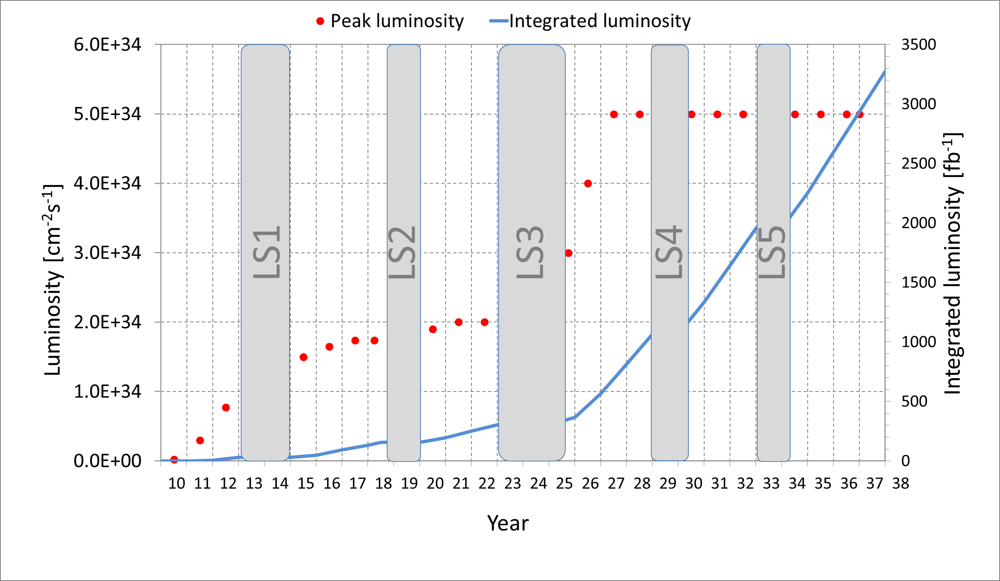 Peak luminosity Integrated luminosity
6.0E+34
5.0E+34
4.0E+34
3.0E+34
2.0E+34
1.0E+34
0.0E+00
Luminosity [cm⁻²s⁻¹]
LS1
LS2
LS3
LS4
LS5
3500
3000
2500
2000
1500
1000
500
0
Integrated luminosity [fb⁻¹]
10 11 12 13 14 15 16 17 18 19 20 21 22 23 24 25 26 27 28 29 30 31 32 33 34 35 36 37 38
Year